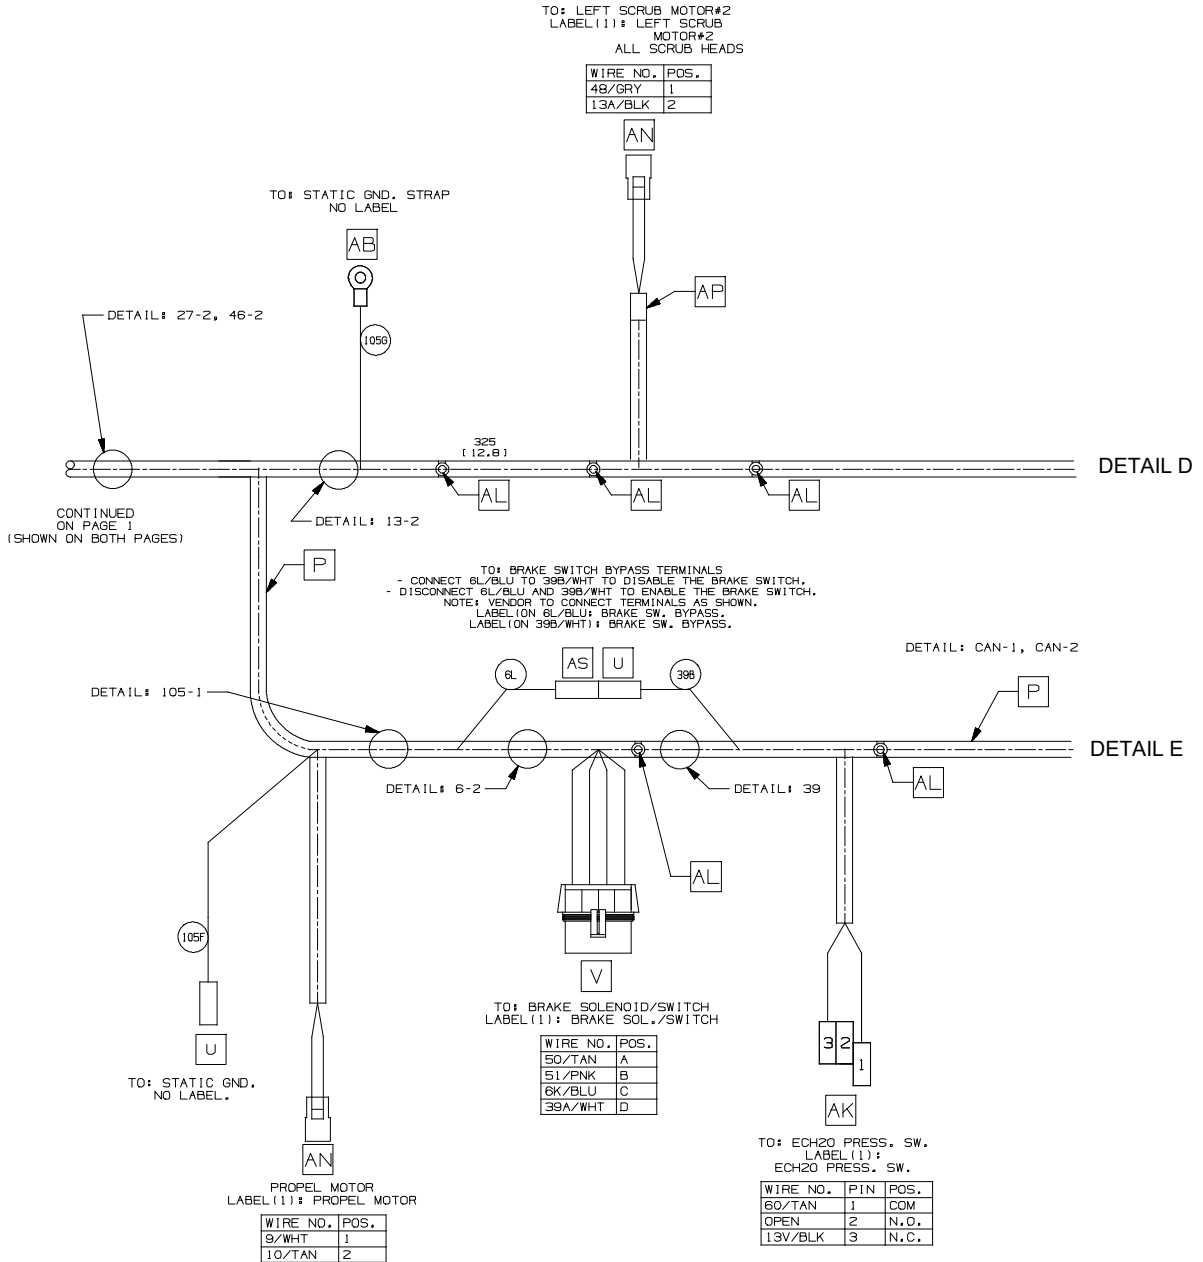 TO: LEFT SCRUB MOTOR#2
LABEL(1): LEFT SCRUB
MOTOR#2
ALL SCRUB HEADS
WIRE NO. POS.
48/GRY 1
13A/BLK 2
AN
TO: STATIC GND. STRAP
NO LABEL
AB
AP
DETAIL: 27-2, 46-2
105G
325
[12.8]
DETAIL D
AL
AL
AL
CONTINUED
ON PAGE 1
(SHOWN ON BOTH PAGES)
DETAIL: 13-2
P
TO: BRAKE SWITCH BYPASS TERMINALS
- CONNECT 6L/BLU TO 39B/WHT TO DISABLE THE BRAKE SWITCH.
- DISCONNECT 6L/BLU AND 39B/WHT TO ENABLE THE BRAKE SWITCH.
NOTE: VENDOR TO CONNECT TERMINALS AS SHOWN.
LABEL(ON 6L/BLU: BRAKE SW. BYPASS.
LABEL(ON 39B/WHT): BRAKE SW. BYPASS.
DETAIL: CAN-1, CAN-2
6L
AS
U
39B
P
DETAIL: 105-1
DETAIL E
DETAIL: 6-2
DETAIL: 39
AL
AL
105F
V
TO: BRAKE SOLENOID/SWITCH
LABEL(1): BRAKE SOL./SWITCH
WIRE NO. POS.
50/TAN A
51/PNK B
6K/BLU C
39A/WHT D
U
TO: STATIC GND.
NO LABEL.
3 2
1
AK
TO: ECH20 PRESS. SW.
LABEL(1):
ECH20 PRESS. SW.
WIRE NO. PIN POS.
60/TAN 1 COM
OPEN 2 N.O.
13V/BLK 3 N.C.
AN
PROPEL MOTOR
LABEL(1): PROPEL MOTOR
WIRE NO. POS.
9/WHT 1
10/TAN 2